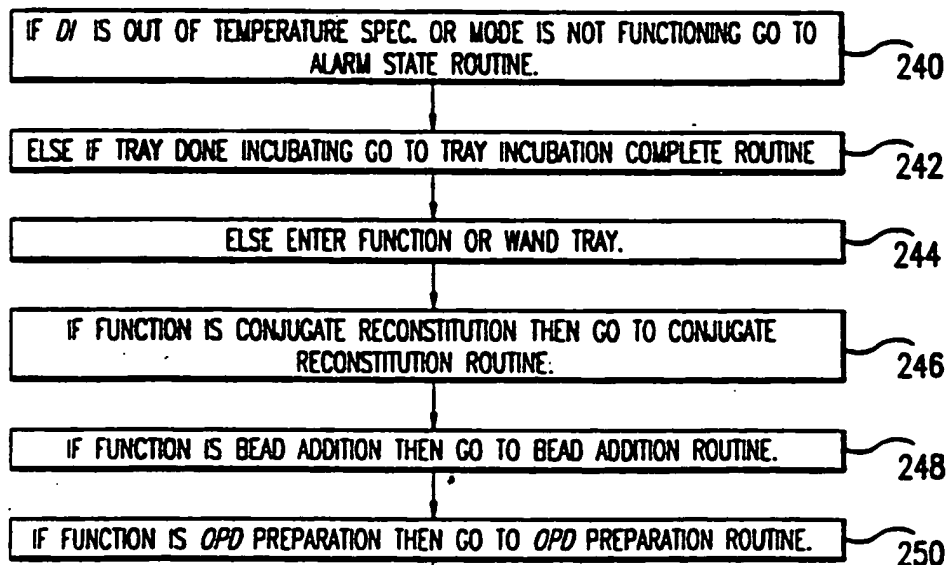 IF DI IS OUT OF TEMPERATURE SPEC. OR MODE IS NOT FUNCTIONING GO TO
ALARM STATE ROUTINE.
240
ELSE IF TRAY DONE INCUBATING GO TO TRAY INCUBATION COMPLETE ROUTINE
242
ELSE ENTER FUNCTION OR WAND TRAY.
244
IF FUNCTION IS CONJUGATE RECONSTITUTION THEN GO TO CONJUGATE
RECONSTITUTION ROUTINE.
246
IF FUNCTION IS BEAD ADDITION THEN GO TO BEAD ADDITION ROUTINE.
248
IF FUNCTION IS OPD PREPARATION THEN GO TO OPD PREPARATION ROUTINE.
250